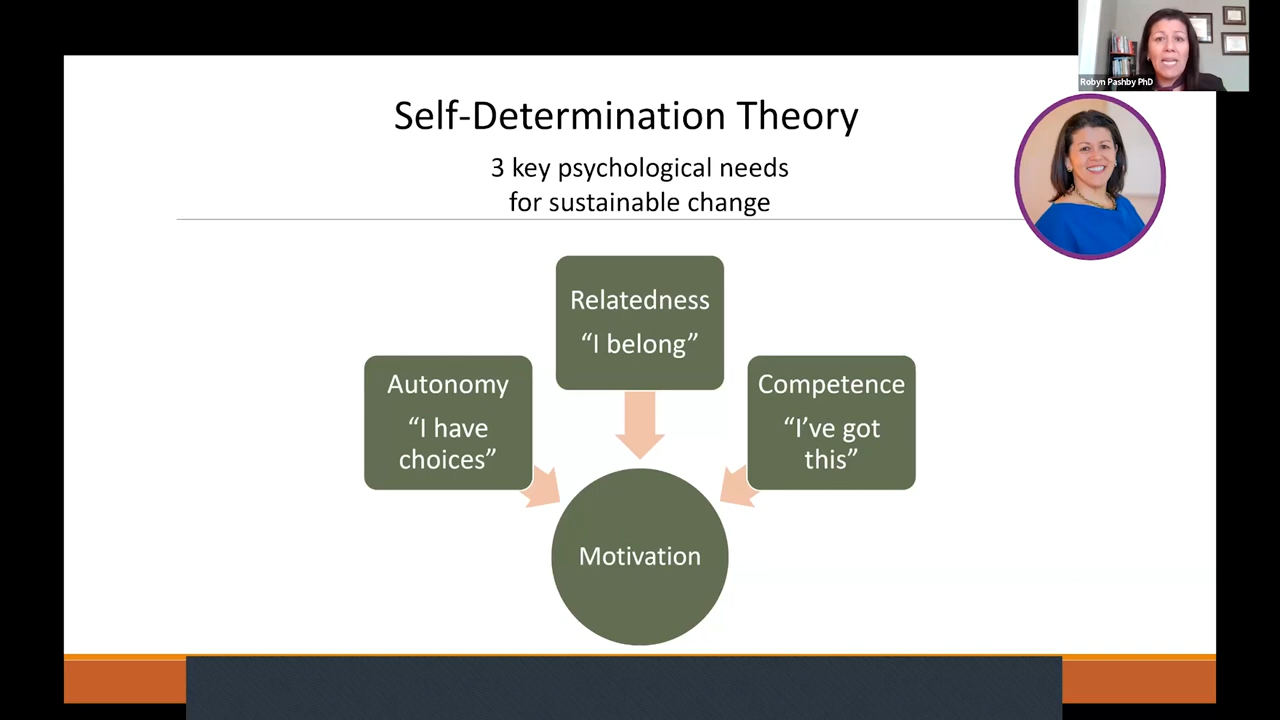 Robyn Pashby PhD
Self-Determination Theory
3 key psychological needs
for sustainable change
Relatedness
“I belong”
Autonomy
“I have
choices”
Competence
“I’ve got
this”
Motivation